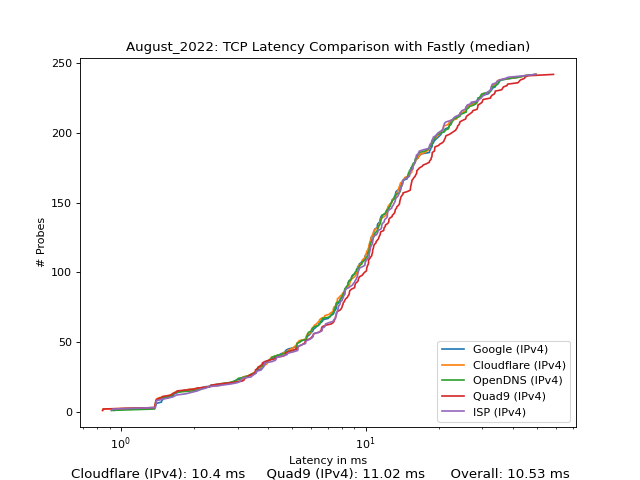 August_2022: TCP Latency Comparison with Fastly (median)
250
200
150
100
50
0
# Probes
Google (IPv4)
Cloudflare (IPv4)
OpenDNS (IPv4)
Quad9 (IPv4)
ISP (IPv4)
10⁰ 10¹
Latency in ms
Cloudflare (IPv4): 10.4 ms Quad9 (IPv4): 11.02 ms Overall: 10.53 ms